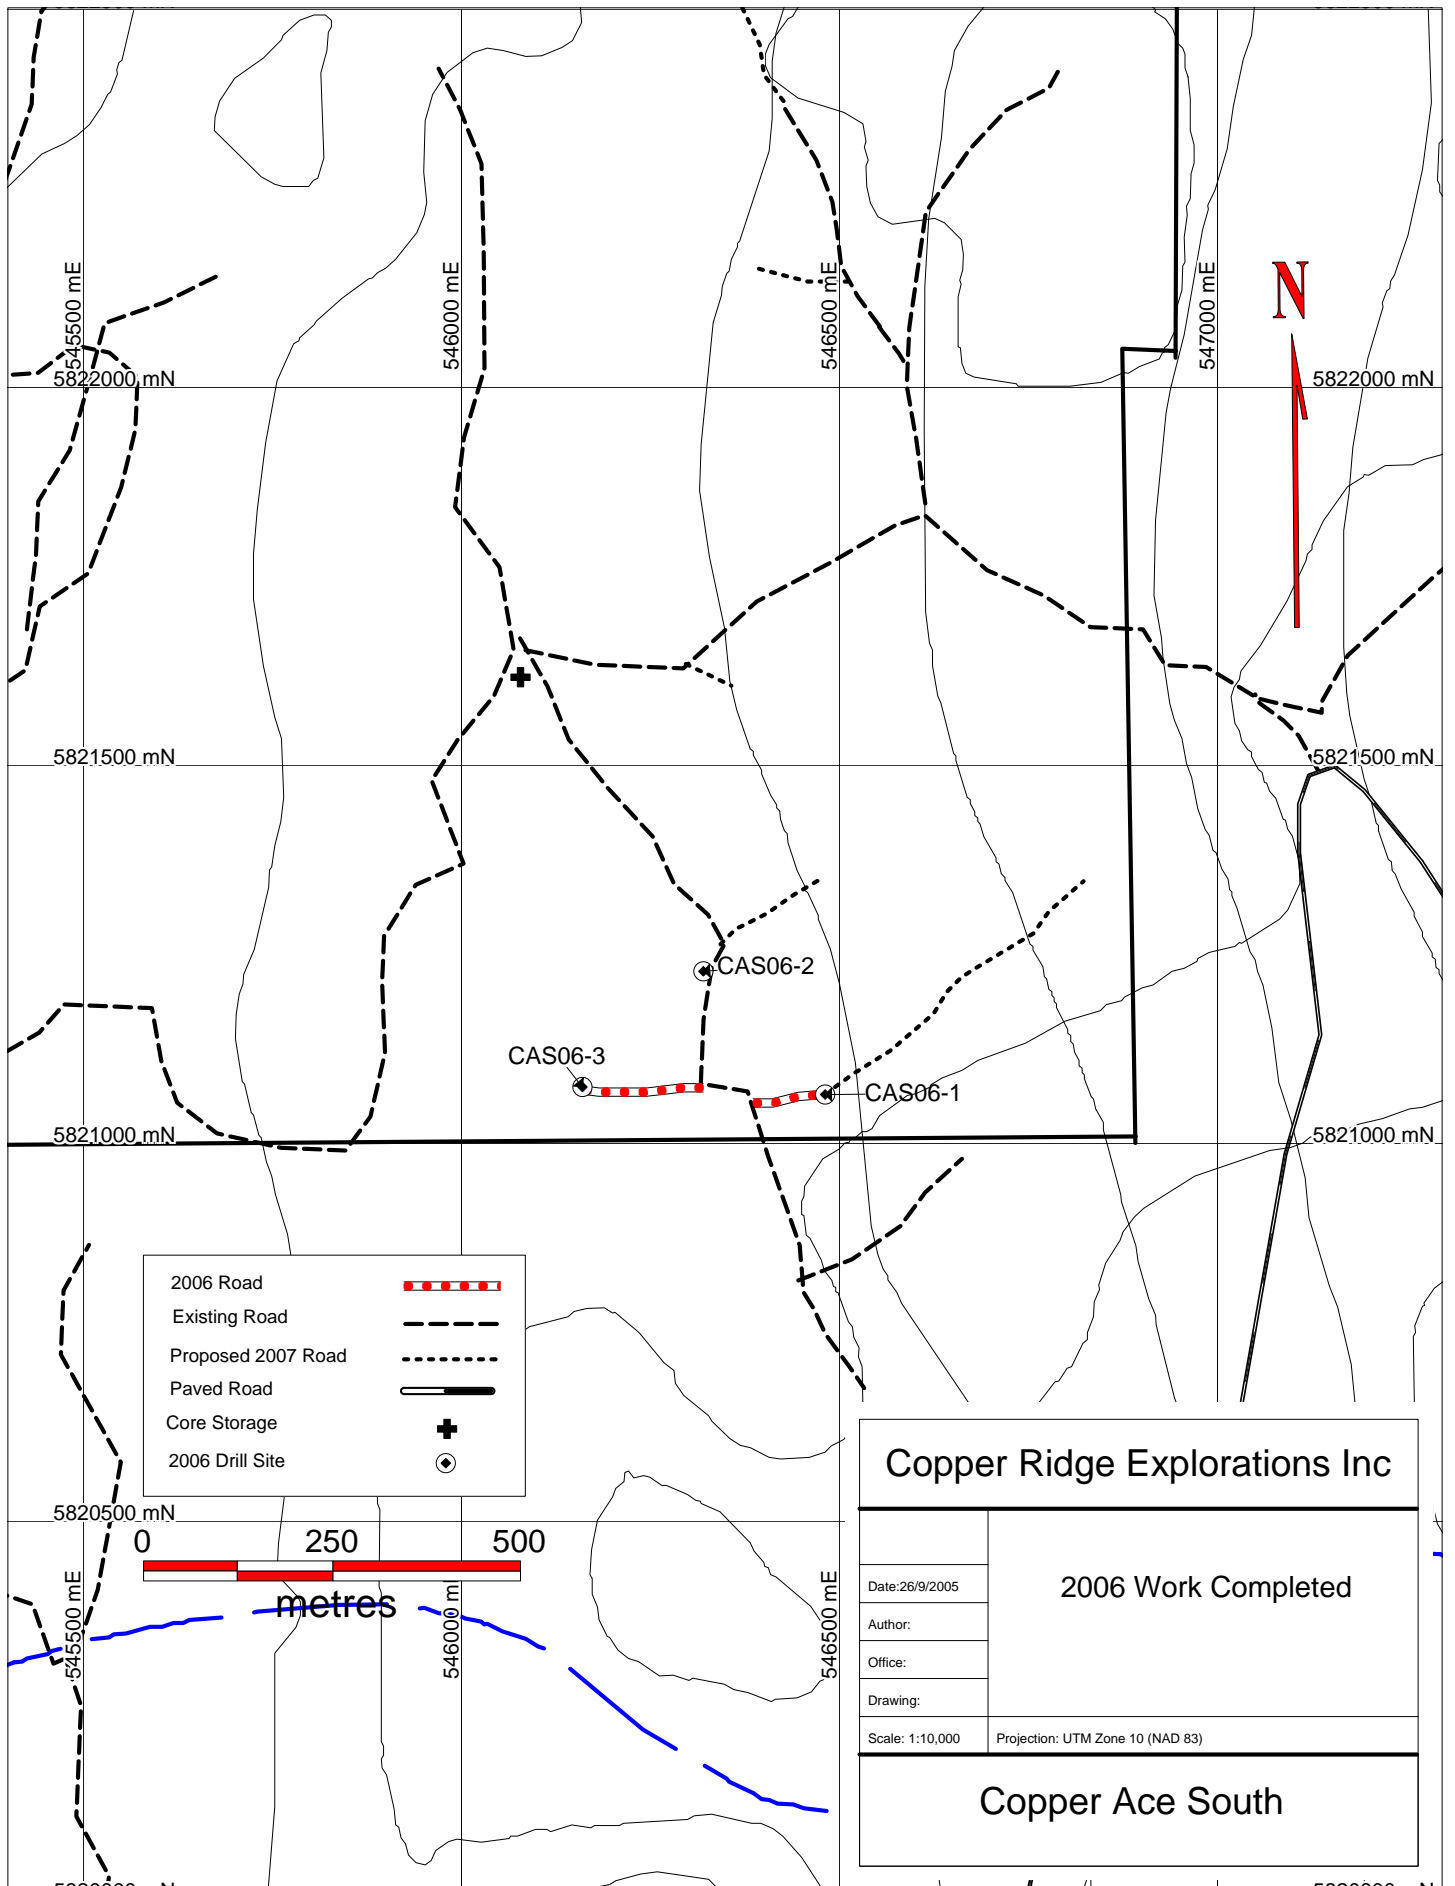 545500 mE
546000 mE
546500 mE
547000 mE
N
5822000 mN
5822000 mN
5821500 mN
5821500 mN
CAS06-2
CAS06-3
CAS06-1
5821000 mN
5821000 mN
2006 Road
Existing Road
Proposed 2007 Road
Paved Road
Core Storage
2006 Drill Site
5820500 mN
0 250 500
metres
545500 mE
546000 mE
546500 mE
Copper Ridge Explorations Inc
2006 Work Completed
Date:26/9/2005
Author:
Office:
Drawing:
Scale: 1:10,000
Projection: UTM Zone 10 (NAD 83)
Copper Ace South